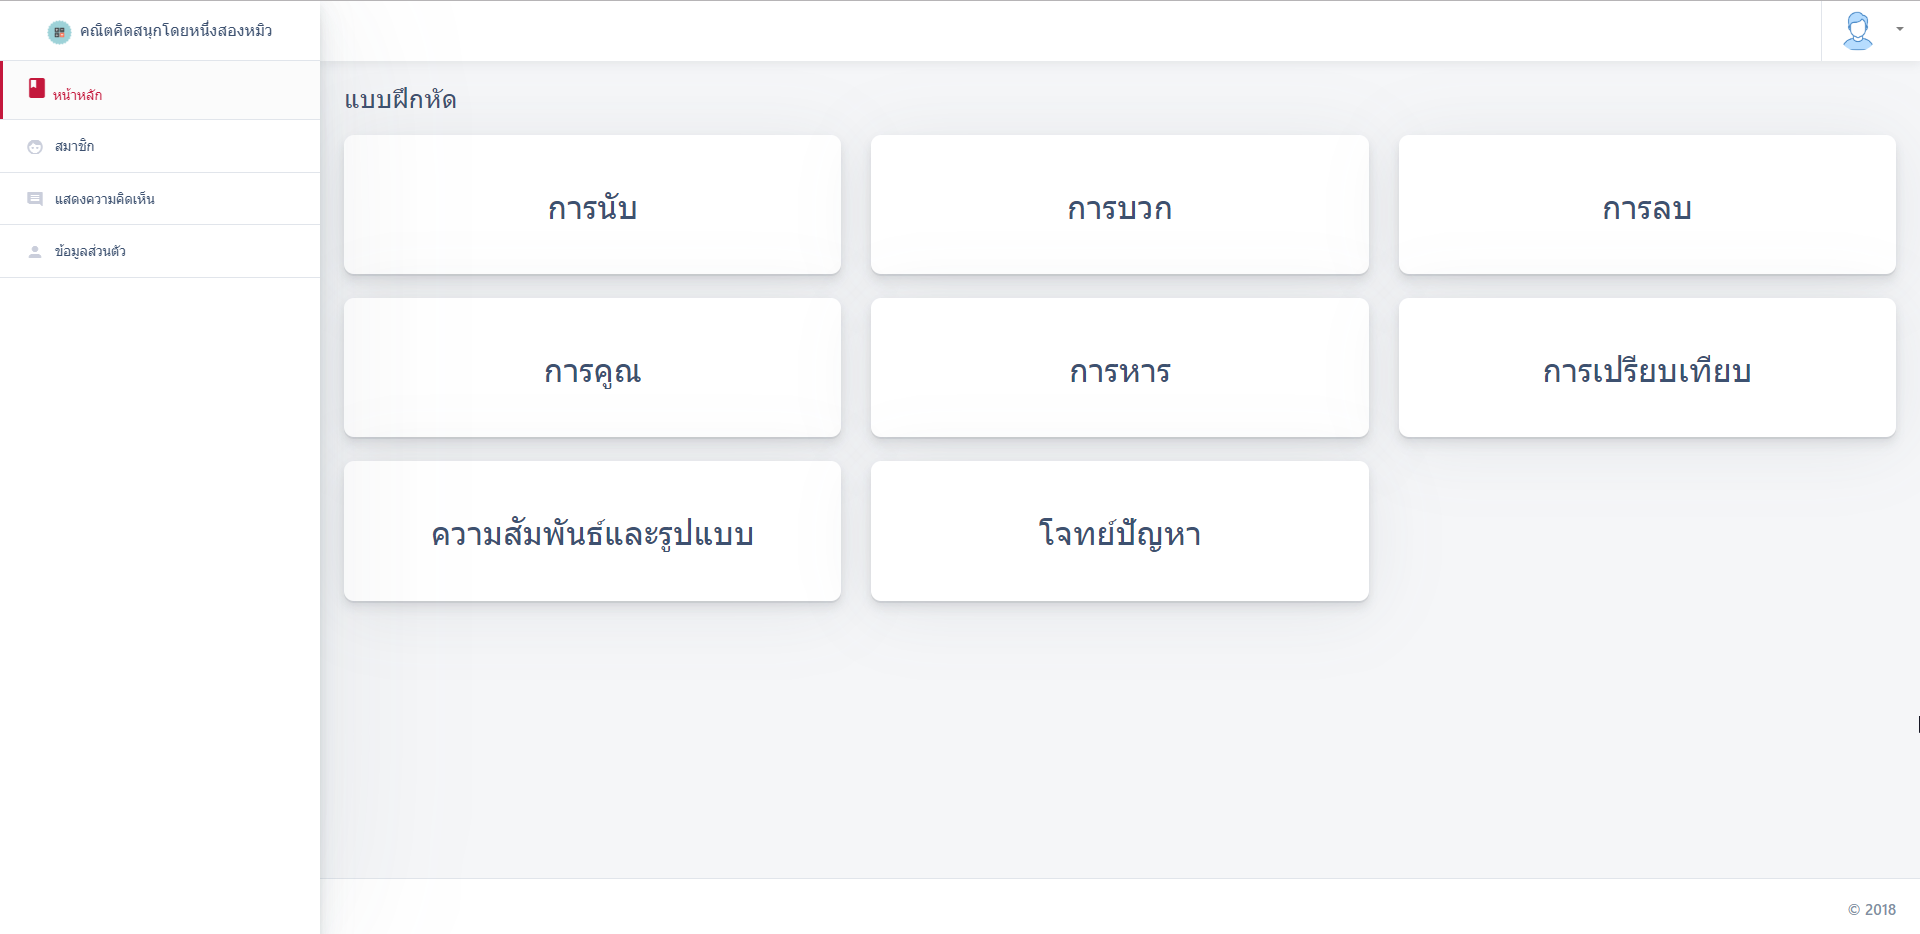 คณิตคิดสนุกโดยหนึ่งสองหมิว
หน้าหลัก
สมาชิก
แสดงความคิดเห็น
ข้อมูลส่วนตัว
แบบฝึกหัด
การนับ
การบวก
การลบ
การคูณ
การหาร
การเปรียบเทียบ
ความสัมพันธ์และรูปแบบ
โจทย์ปัญหา
© 2018